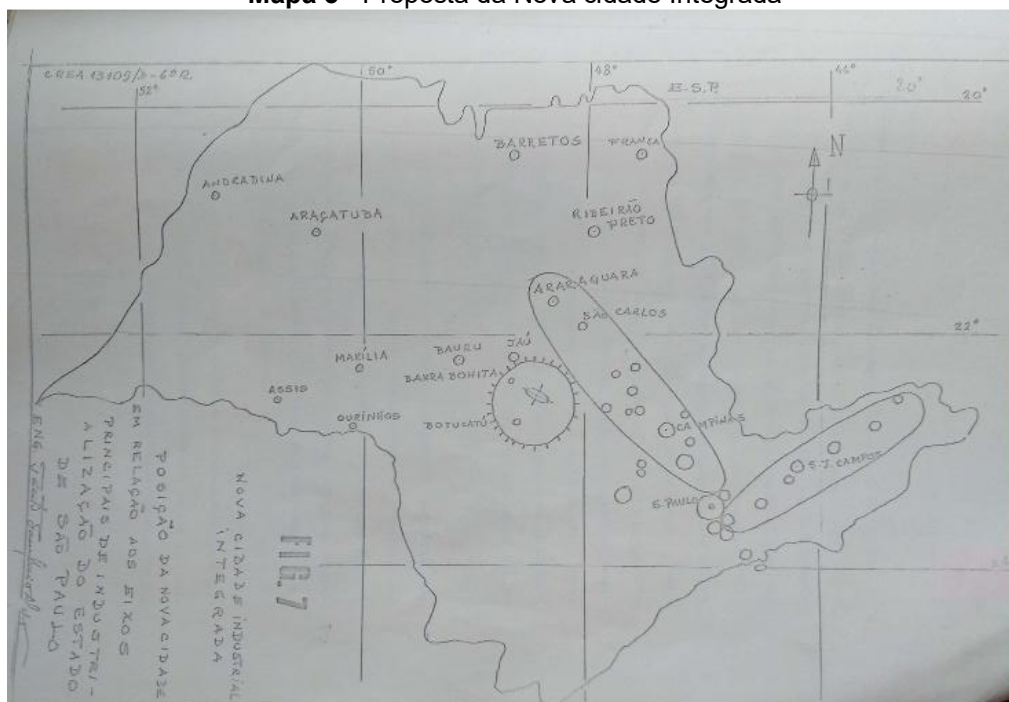 Mapa 3 - Proposta da Nova cidade Integrada
CREA 13109/D-6ªR.
52°
50°
48°
46°
20°
20°
E.S.P.
N
BARRETOS
FRANCA
ANDRADINA
ARAÇATUBA
RIBEIRÃO
PRETO
ARARAQUARA
SÃO CARLOS
22°
MARÍLIA
BAURU
JAÚ
BARRA BONITA
ASSIS
OURINHOS
BOTUCATÚ
CAMPINAS
S.J. CAMPOS
S. PAULO
FIG. 7
NOVA CIDADE INDUSTRIAL
INTEGRADA
POSIÇÃO DA NOVA CIDADE
EM RELAÇÃO AOS EIXOS
PRINCIPAIS DE INDUSTRI-
ALIZAÇÃO DO ESTADO
DE SÃO PAULO
ENG.